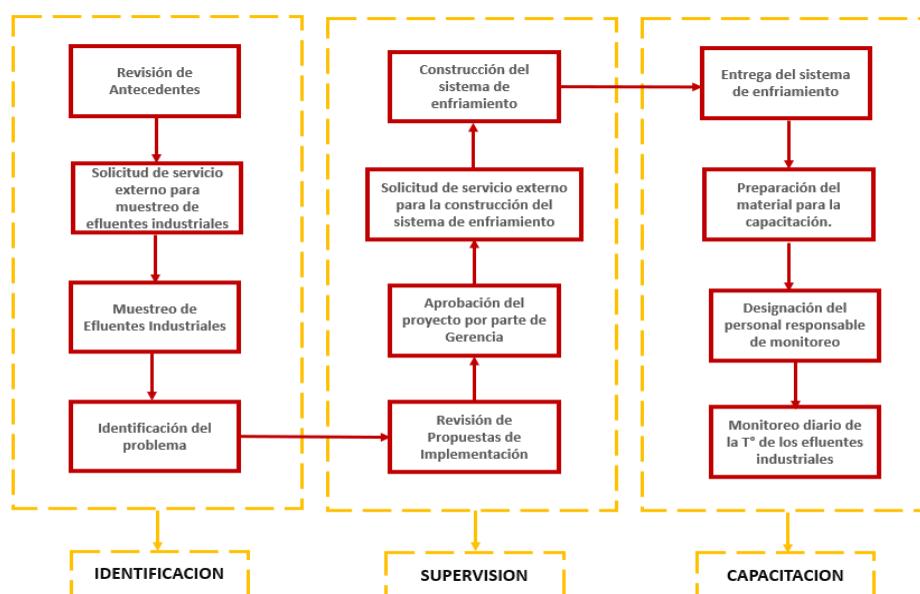 Revisión de
Antecedentes
Solicitud de servicio
externo para
muestreo de
efluentes industriales
Muestreo de
Efluentes Industriales
Identificación del
problema
Construcción del
sistema de
enfriamiento
Solicitud de servicio externo
para la construcción del
sistema de enfriamiento
Aprobación del
proyecto por parte de
Gerencia
Revisión de
Propuestas de
Implementación
Entrega del sistema
de enfriamiento
Preparación del
material para la
capacitación.
Designación del
personal responsable
de monitoreo
Monitoreo diario de
la T° de los efluentes
industriales
IDENTIFICACION
SUPERVISION
CAPACITACION